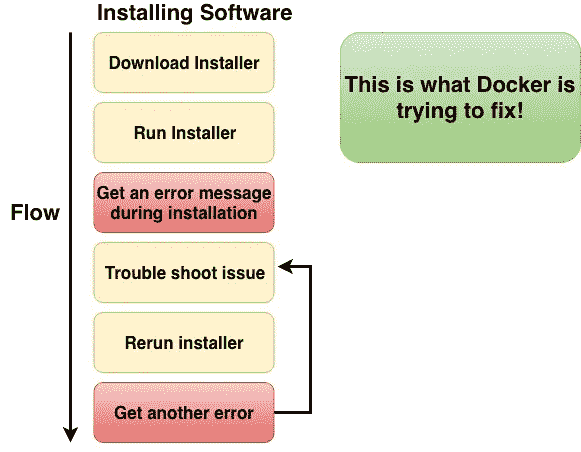 Installing Software
Download Installer
This is what Docker is
trying to fix!
Run Installer
Get an error message
during installation
Flow
Trouble shoot issue
Rerun installer
Get another error